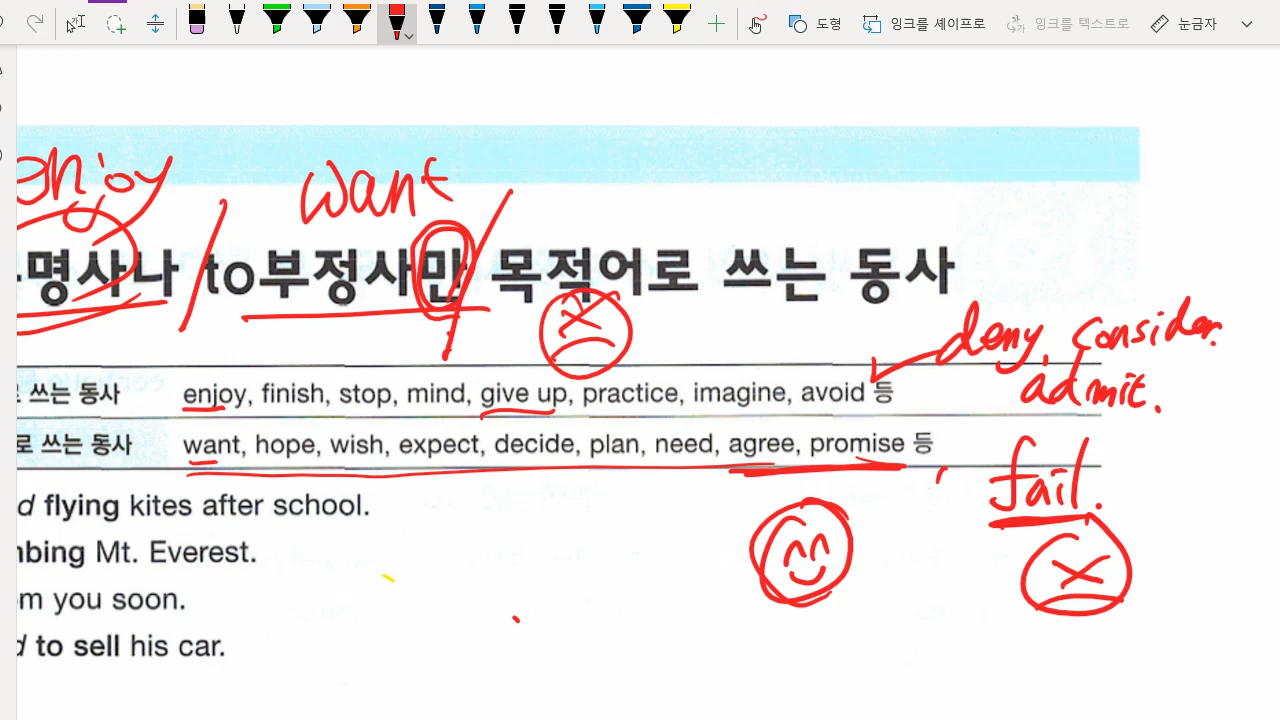 도형 잉크를 셰이프로 잉크를 텍스트로 눈금자
enjoy want
명사나 to부정사만 목적어로 쓰는 동사
deny, consider.
admit.
쓰는 동사 enjoy, finish, stop, mind, give up, practice, imagine, avoid 등
로 쓰는 동사 want, hope, wish, expect, decide, plan, need, agree, promise 등
, fail.
d flying kites after school.
mbing Mt. Everest.
om you soon.
d to sell his car.